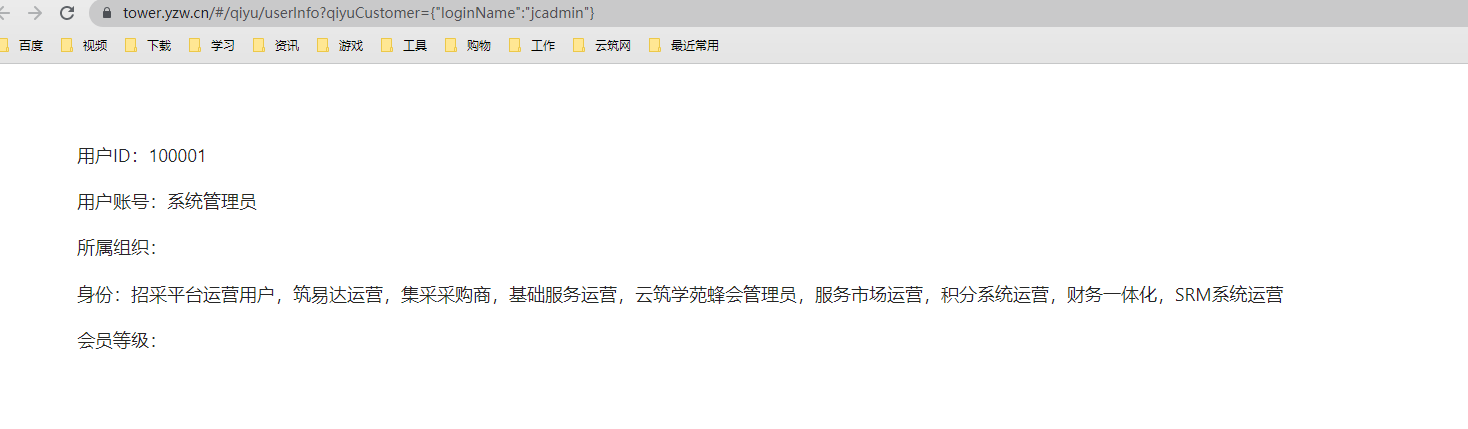 tower.yzw.cn/#/qiyu/userInfo?qiyuCustomer={"loginName":"jcadmin"}
百度 视频 下载 学习 资讯 游戏 工具 购物 工作 云筑网 最近常用
用户ID：100001
用户账号：系统管理员
所属组织：
身份：招采平台运营用户，筑易达运营，集采采购商，基础服务运营，云筑学苑蜂会管理员，服务市场运营，积分系统运营，财务一体化，SRM系统运营
会员等级：